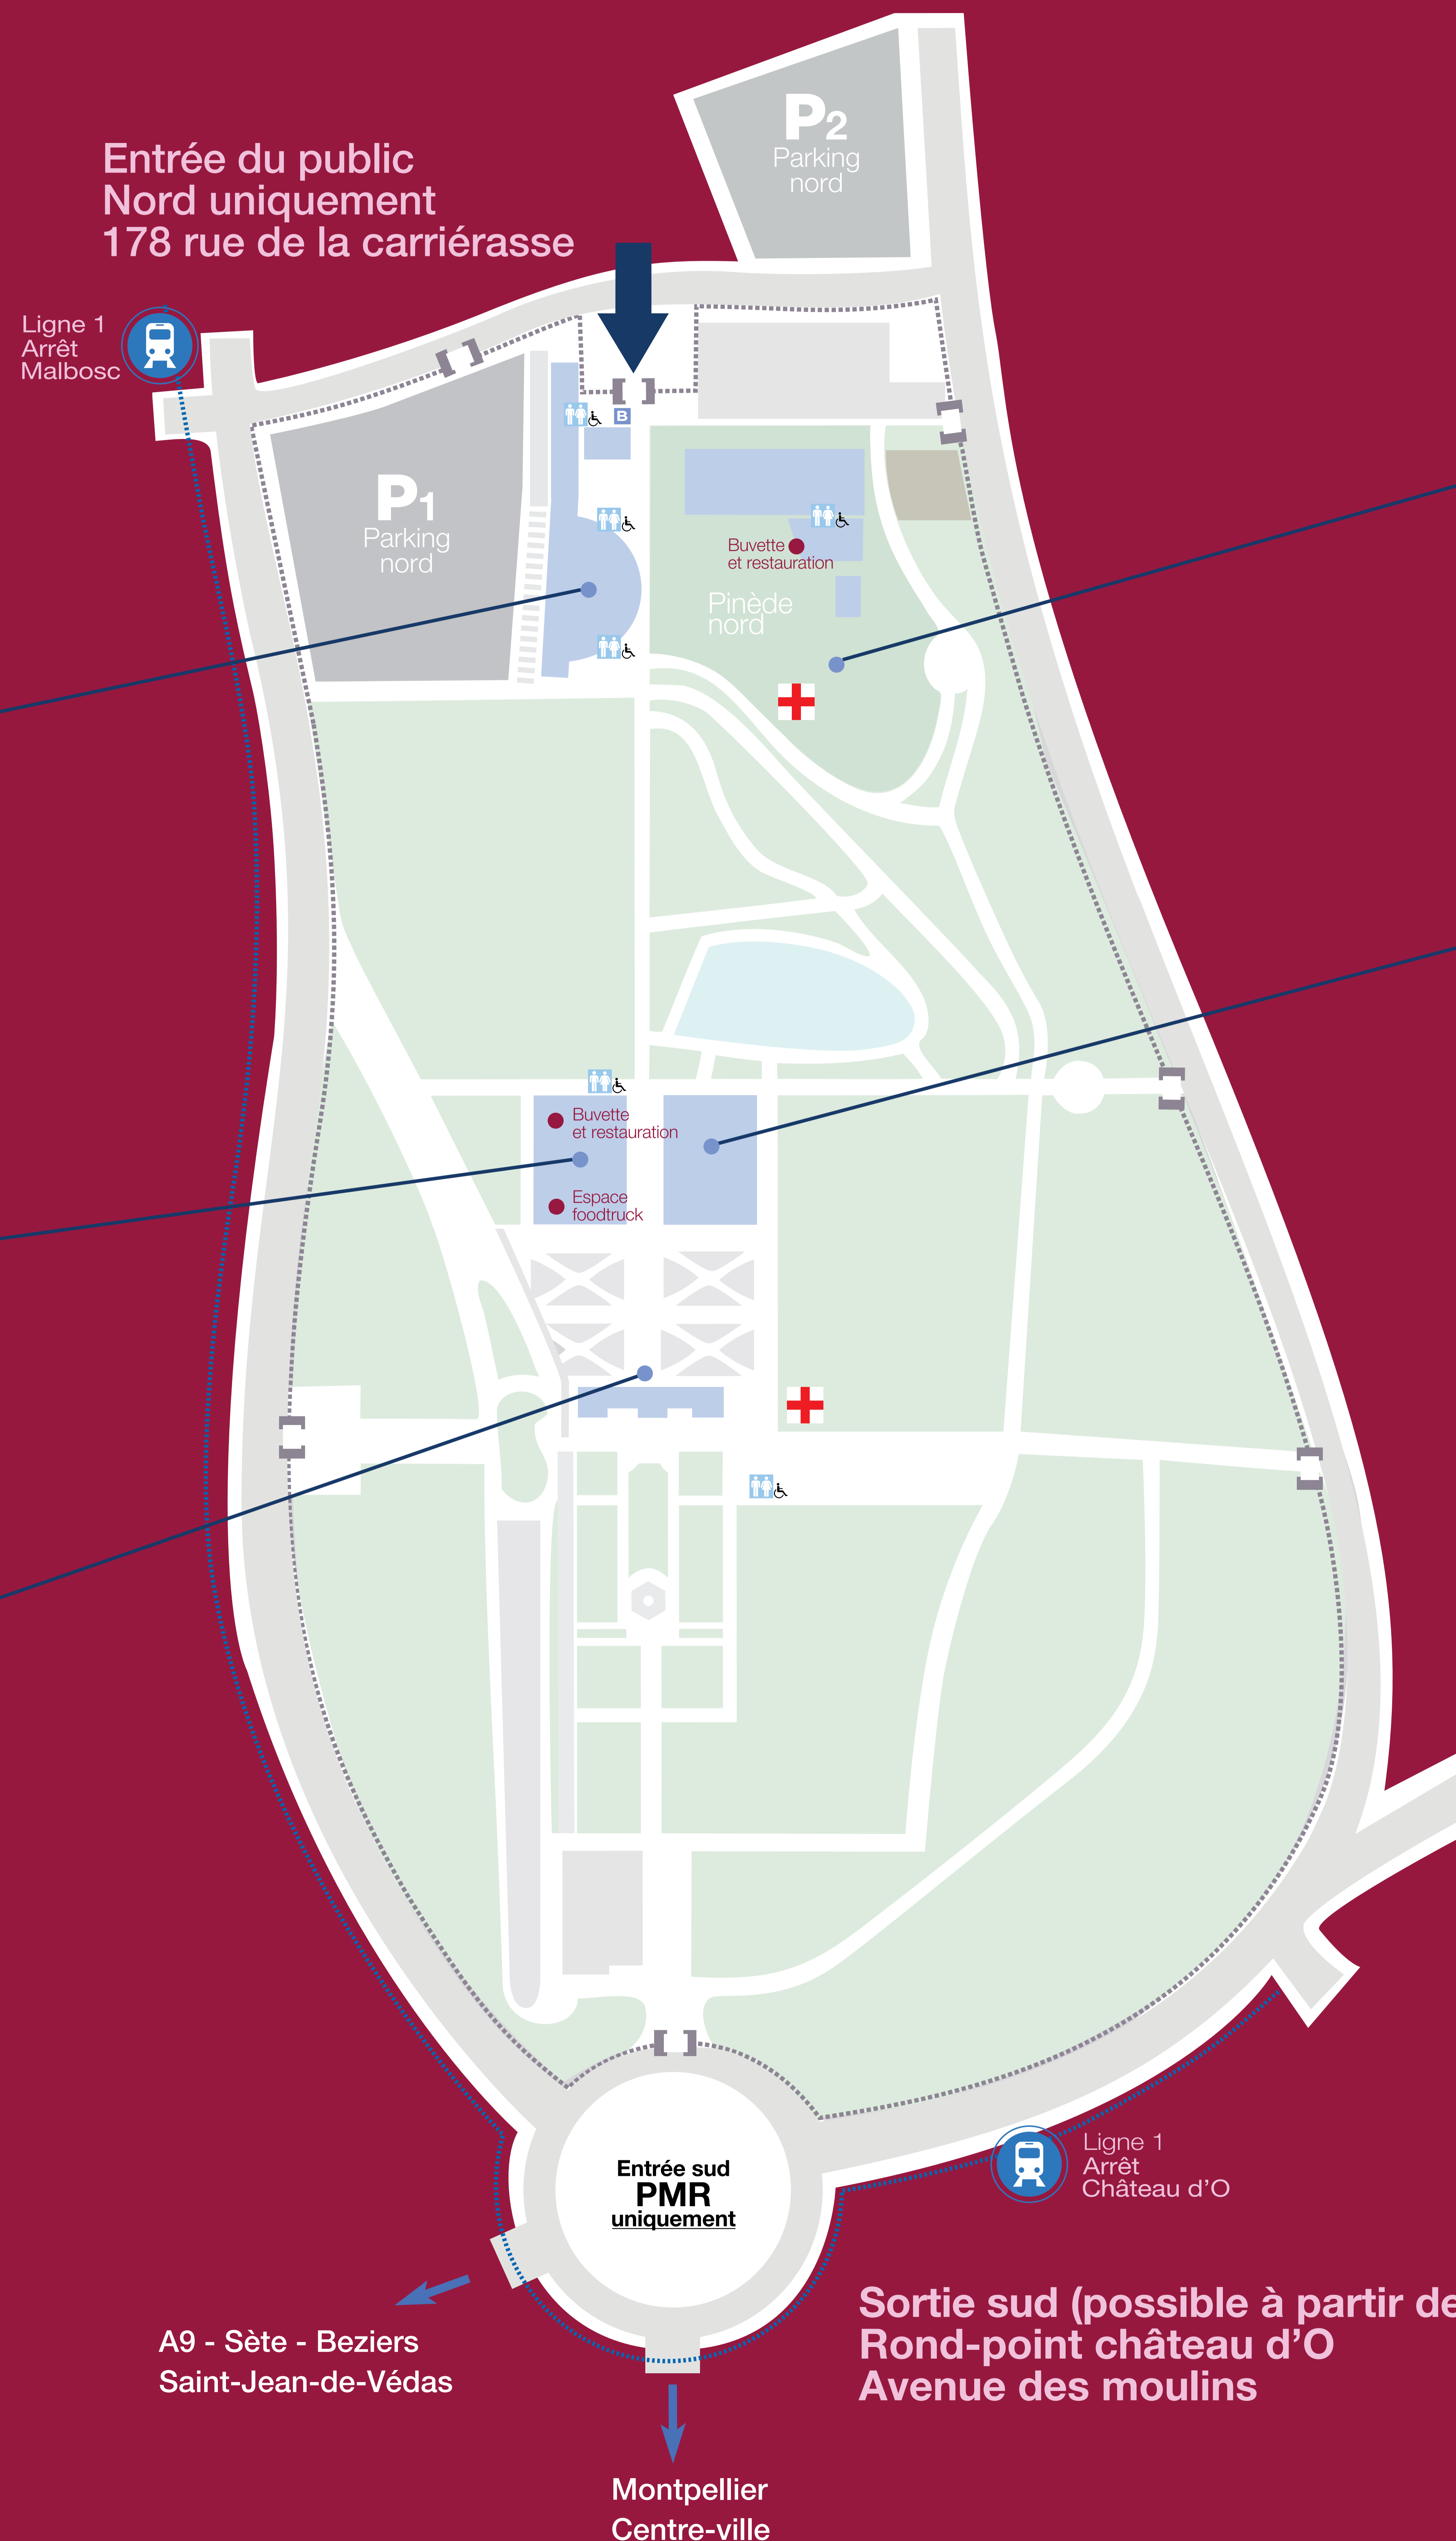 P2
Parking
nord
Entrée du public
Nord uniquement
178 rue de la carriérasse
Ligne 1
Arrêt
Malbosc
B
P1
Parking
nord
Buvette
et restauration
Pinède
nord
Buvette
et restauration
Espace
foodtruck
Entrée sud
PMR
uniquement
Ligne 1
Arrêt
Château d'O
Sortie sud (possible à partir de
Rond-point château d'O
Avenue des moulins
A9 - Sète - Beziers
Saint-Jean-de-Védas
Montpellier
Centre-ville